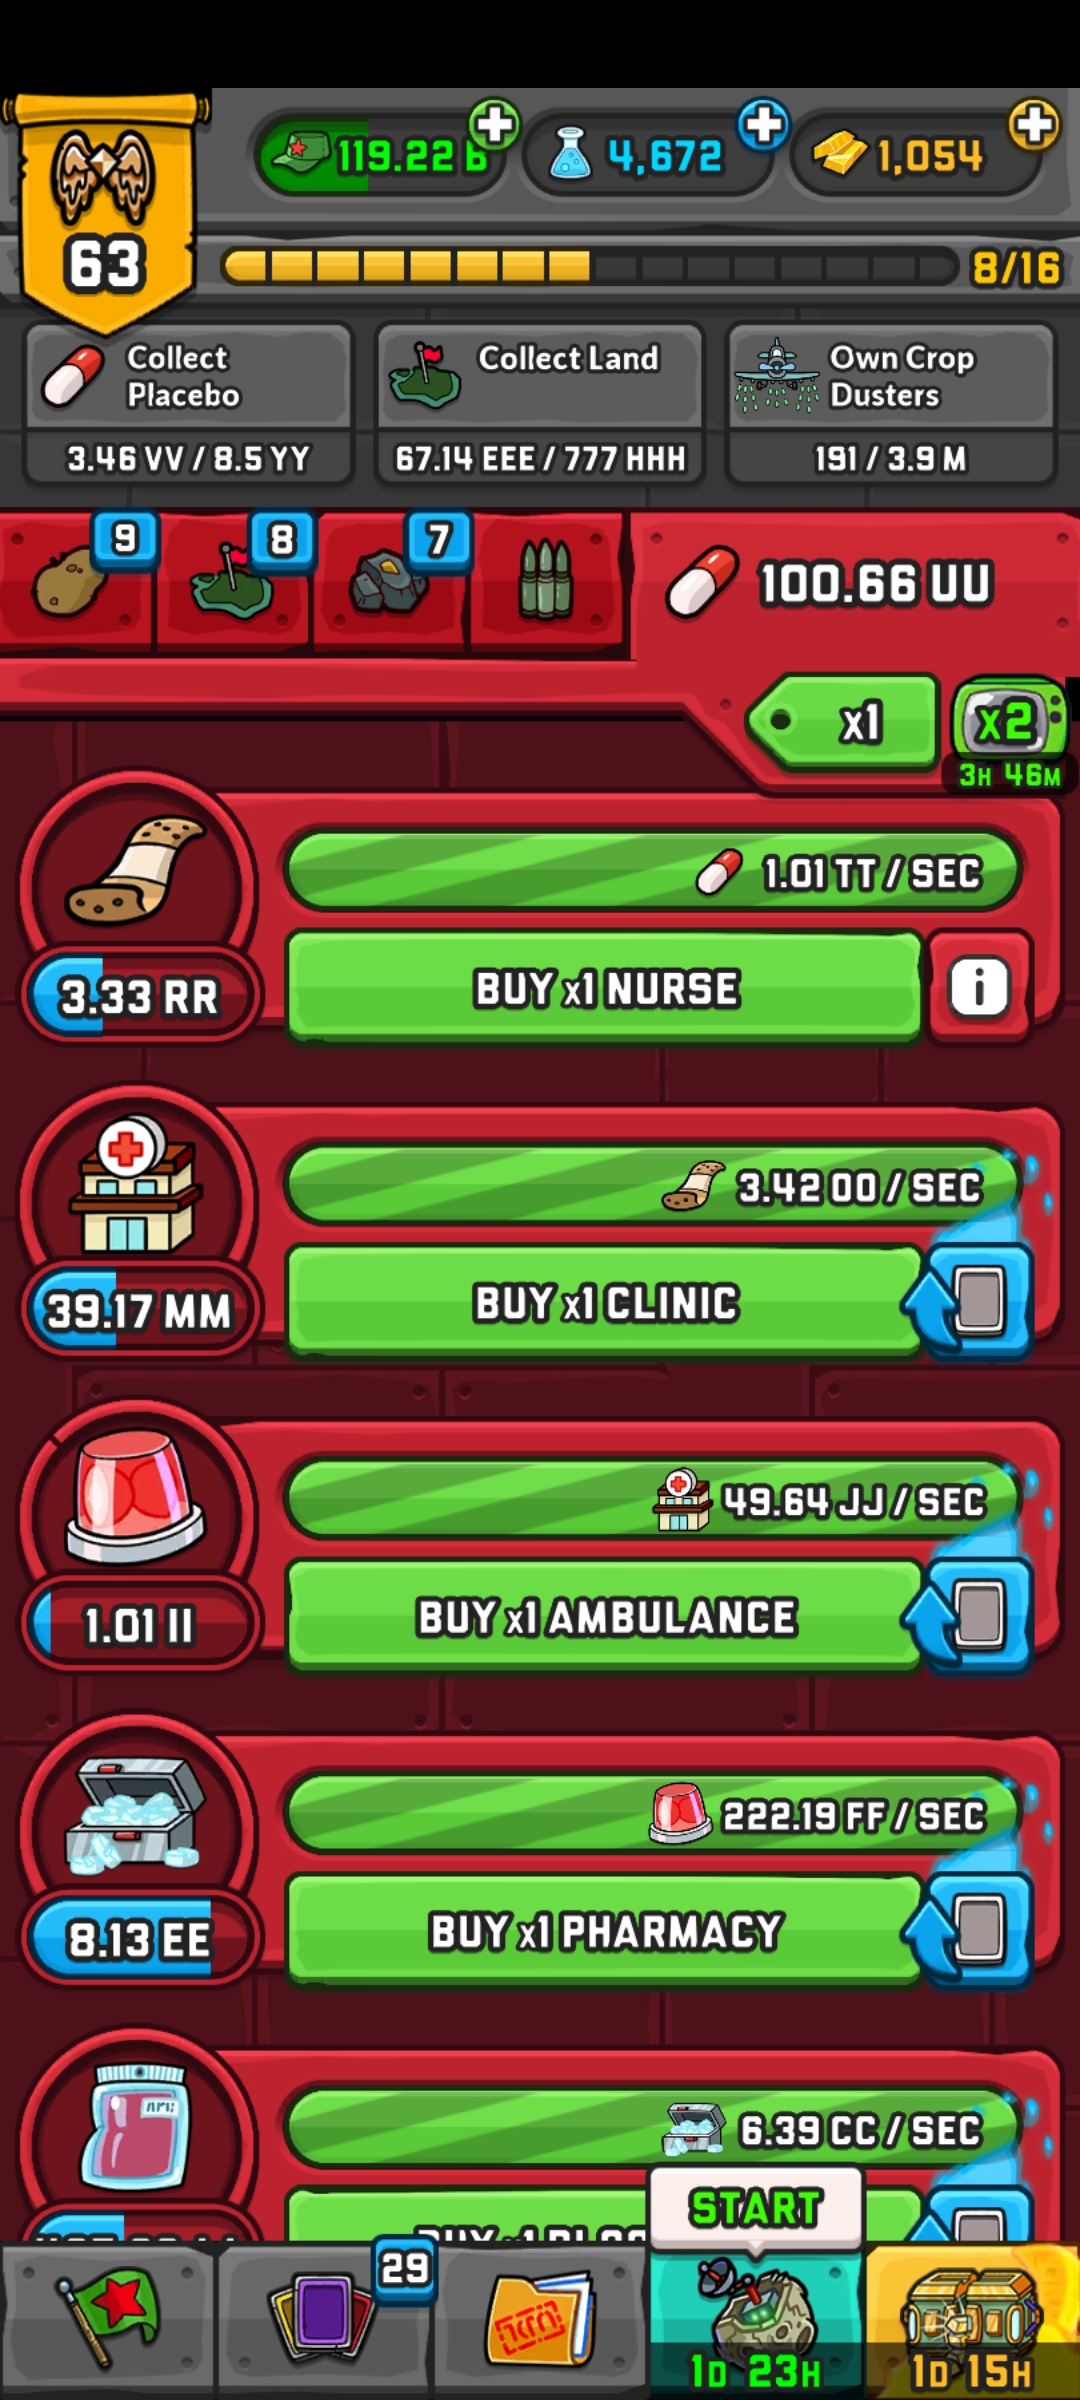 119.22 B
4,672
1,054
63
8/16
Collect
Placebo
3.46 VV / 8.5 YY
Collect Land
67.14 EEE / 777 HHH
Own Crop
Dusters
191 / 3.9 M
9
8
7
100.66 UU
x1
x2
3H 46M
1.01 TT / SEC
3.33 RR
BUY x1 NURSE
i
3.42 OO / SEC
39.17 MM
BUY x1 CLINIC
49.64 JJ / SEC
1.01 II
BUY x1 AMBULANCE
222.19 FF / SEC
8.13 EE
BUY x1 PHARMACY
6.39 CC / SEC
START
29
1D 23H
1D 15H